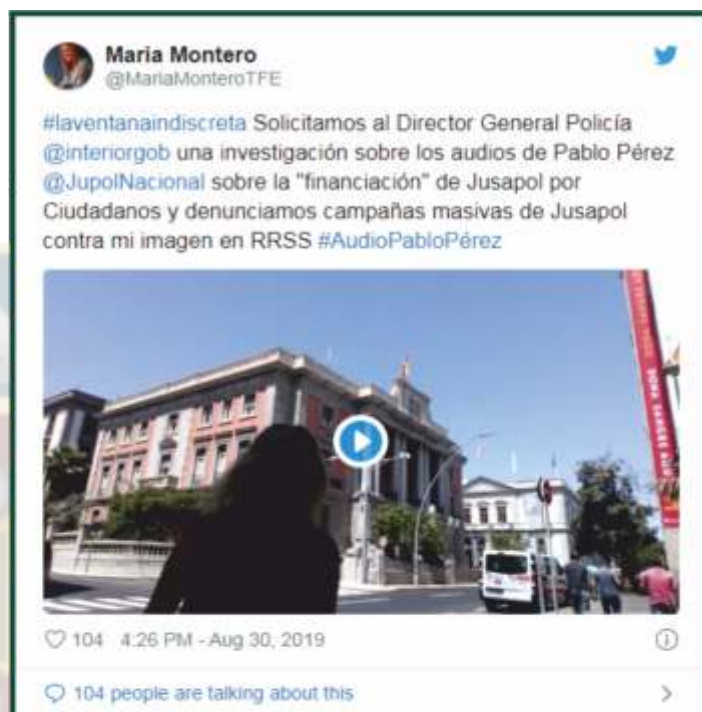 Maria Montero
@MariaMonteroTFE
#laventanaindiscreta Solicitamos al Director General Policía
@interiorgob una investigación sobre los audios de Pablo Pérez
@JupolNacional sobre la "financiación" de Jusapol por
Ciudadanos y denunciamos campañas masivas de Jusapol
contra mi imagen en RRSS #AudioPabloPérez
104 4:26 PM - Aug 30, 2019
104 people are talking about this